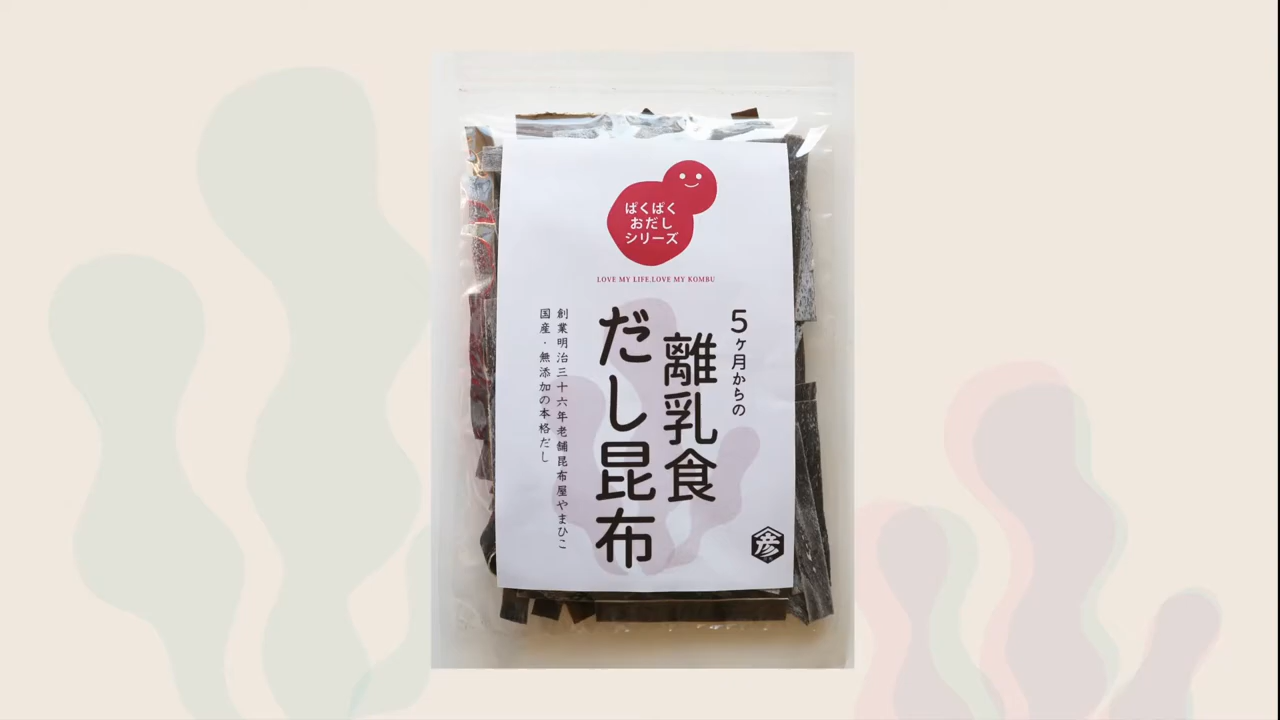 ぱくぱく
おだし
シリーズ
LOVE MY LIFE.LOVE MY KOMBU
5ヶ月からの
離乳食
だし昆布
創業明治三十六年老舗昆布屋やまひこ
国産・無添加の本格だし
彦